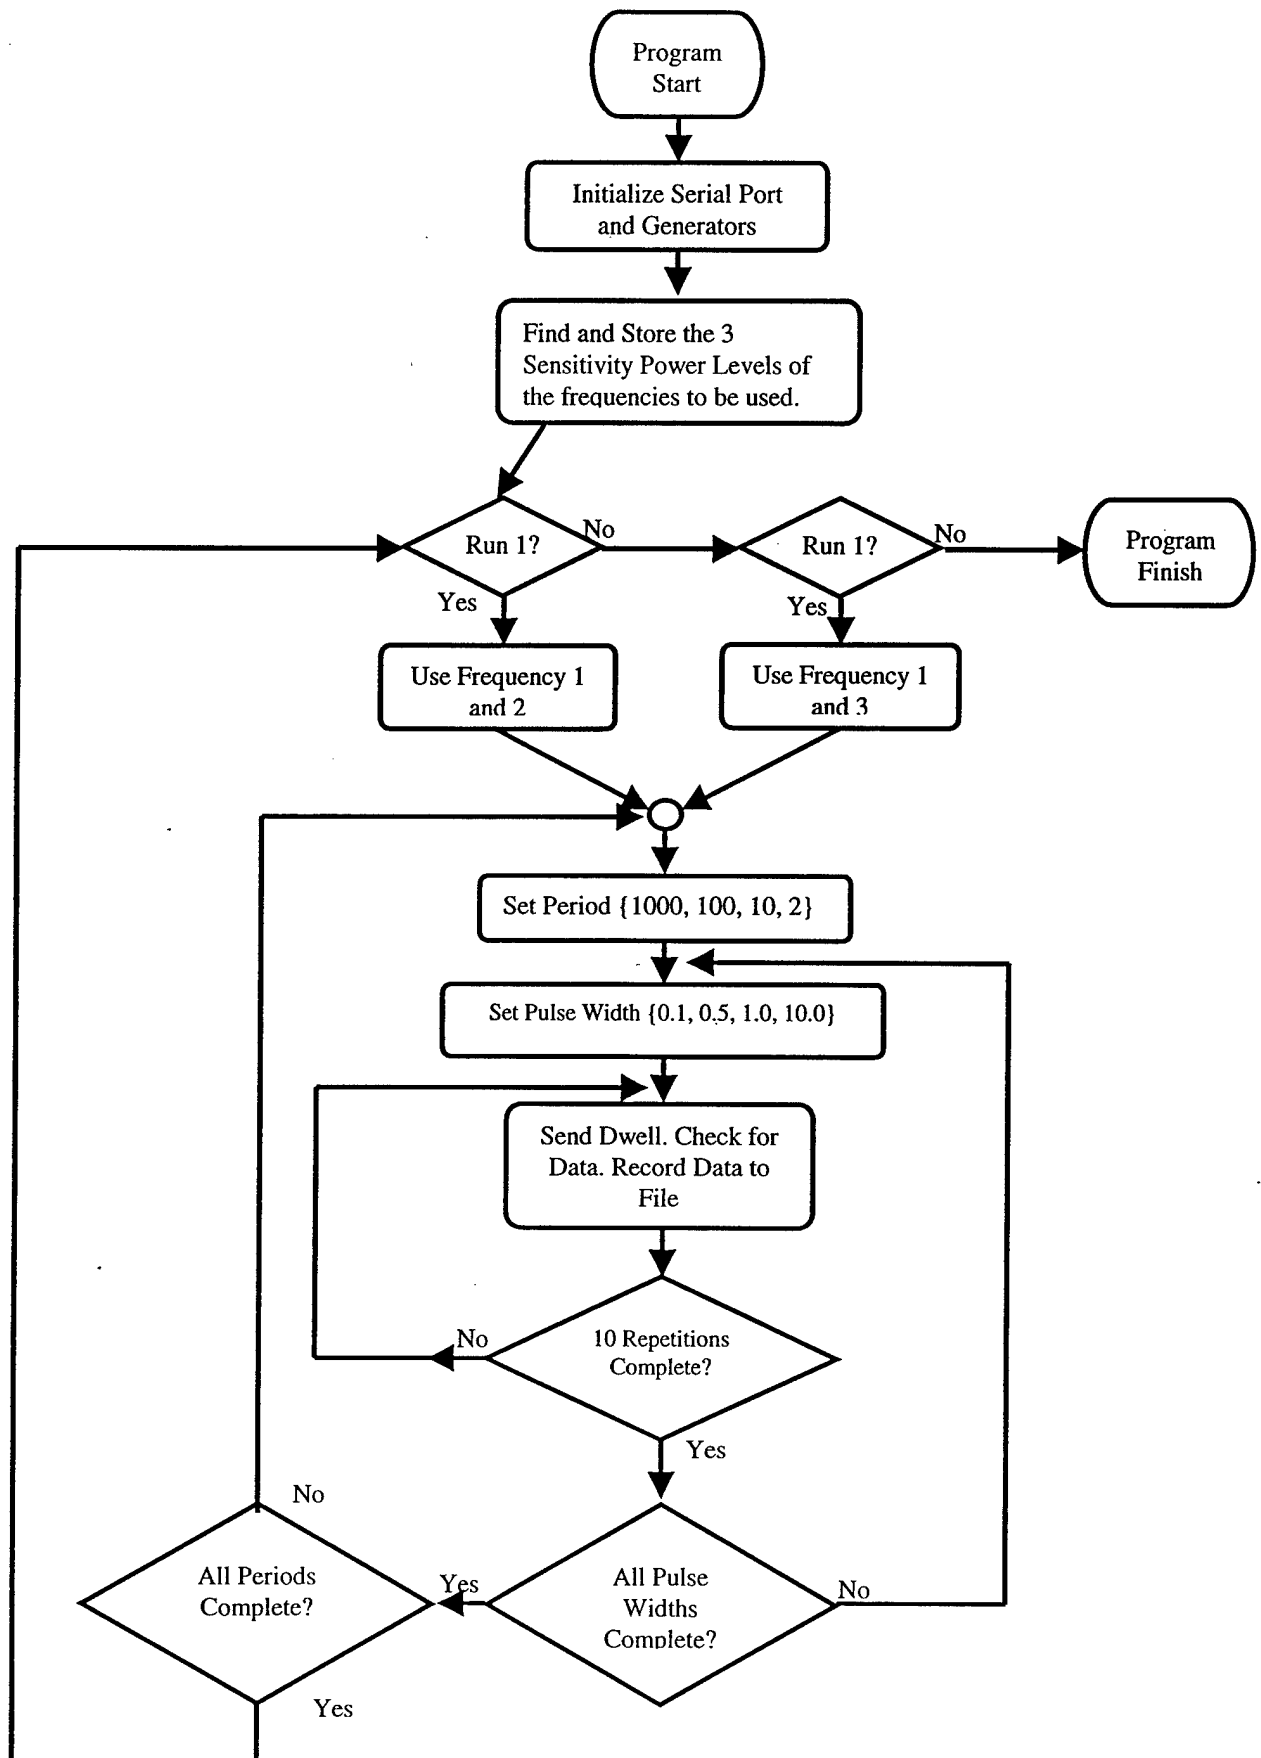 Program
Start
Initialize Serial Port
and Generators
Find and Store the 3
Sensitivity Power Levels of
the frequencies to be used.
Run 1?
No
Run 1?
No
Program
Finish
Yes
Yes
Use Frequency 1
and 2
Use Frequency 1
and 3
Set Period {1000, 100, 10, 2}
Set Pulse Width {0.1, 0.5, 1.0, 10.0}
Send Dwell. Check for
Data. Record Data to
File
No
10 Repetitions
Complete?
Yes
No
All Periods
Complete?
Yes
All Pulse
Widths
Complete?
No
Yes